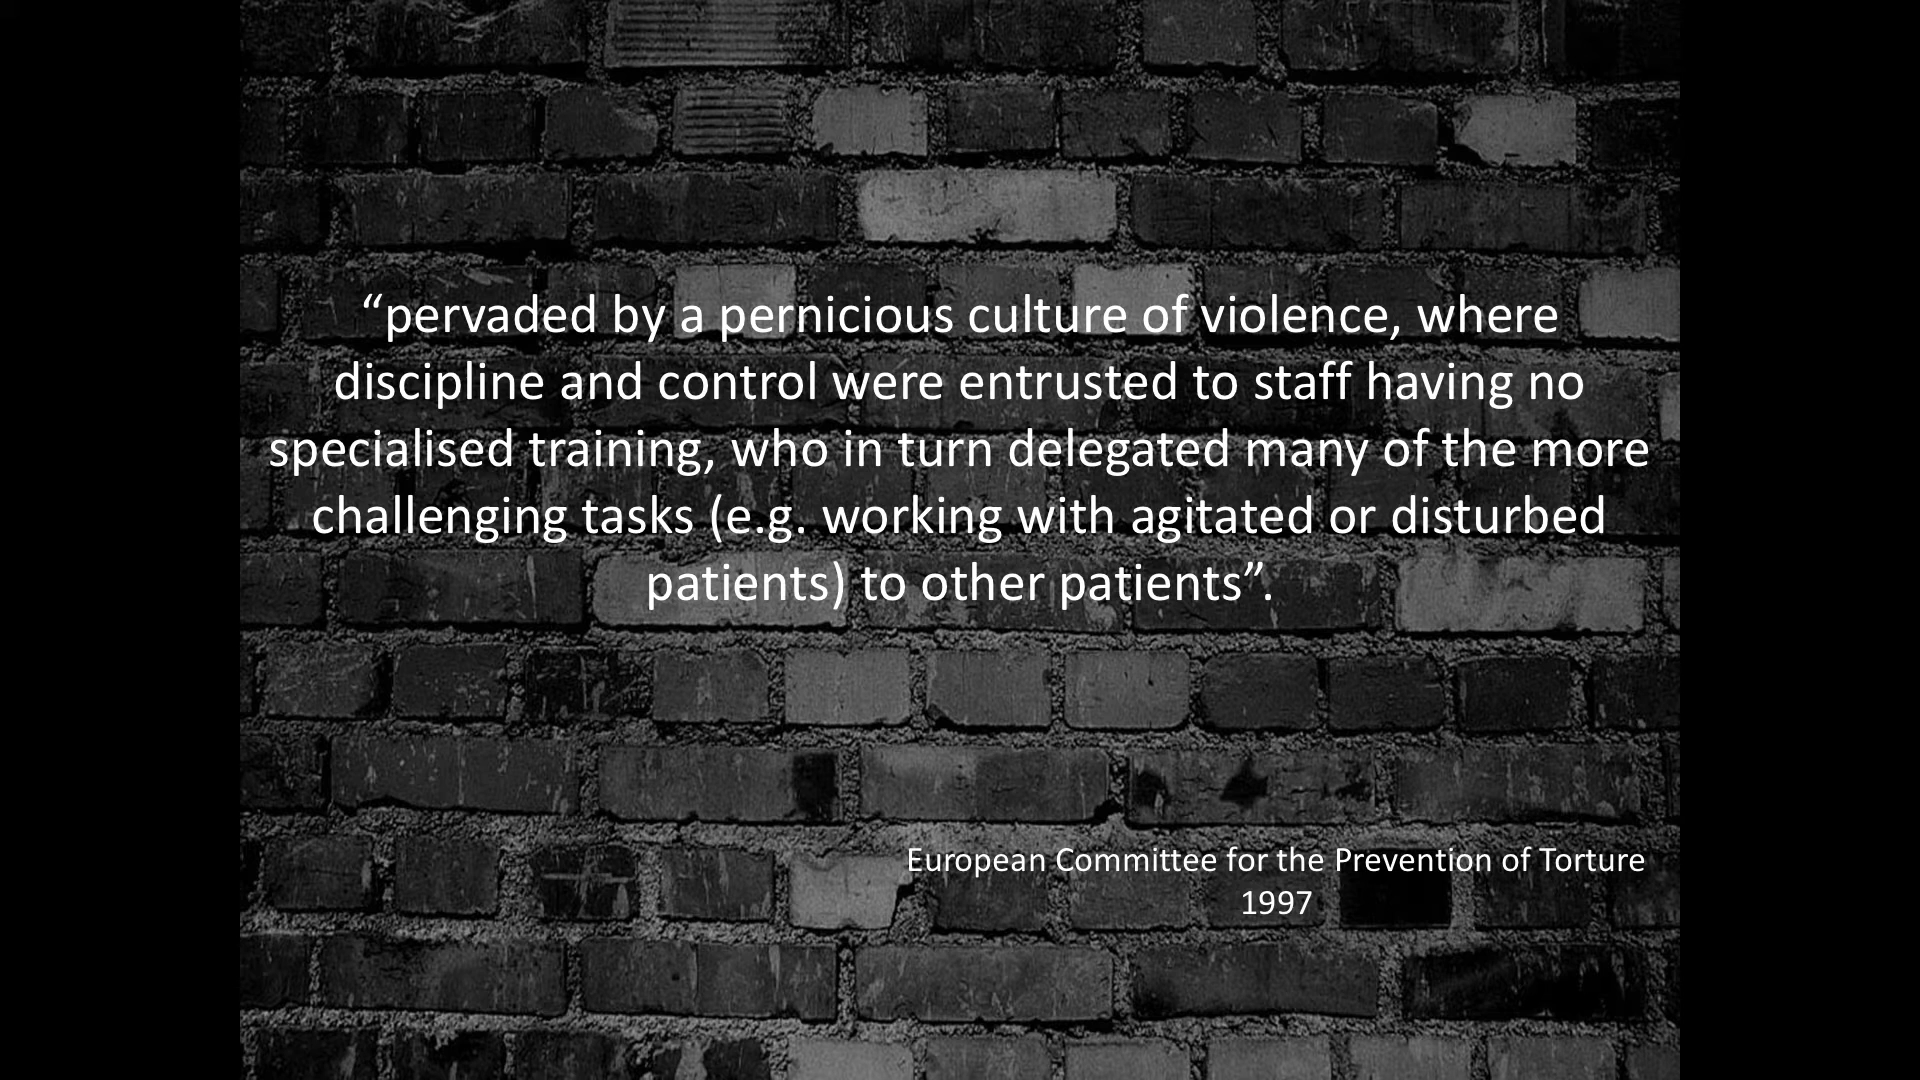 “pervaded by a pernicious culture of violence, where
discipline and control were entrusted to staff having no
specialised training, who in turn delegated many of the more
challenging tasks (e.g. working with agitated or disturbed
patients) to other patients”.
European Committee for the Prevention of Torture
1997